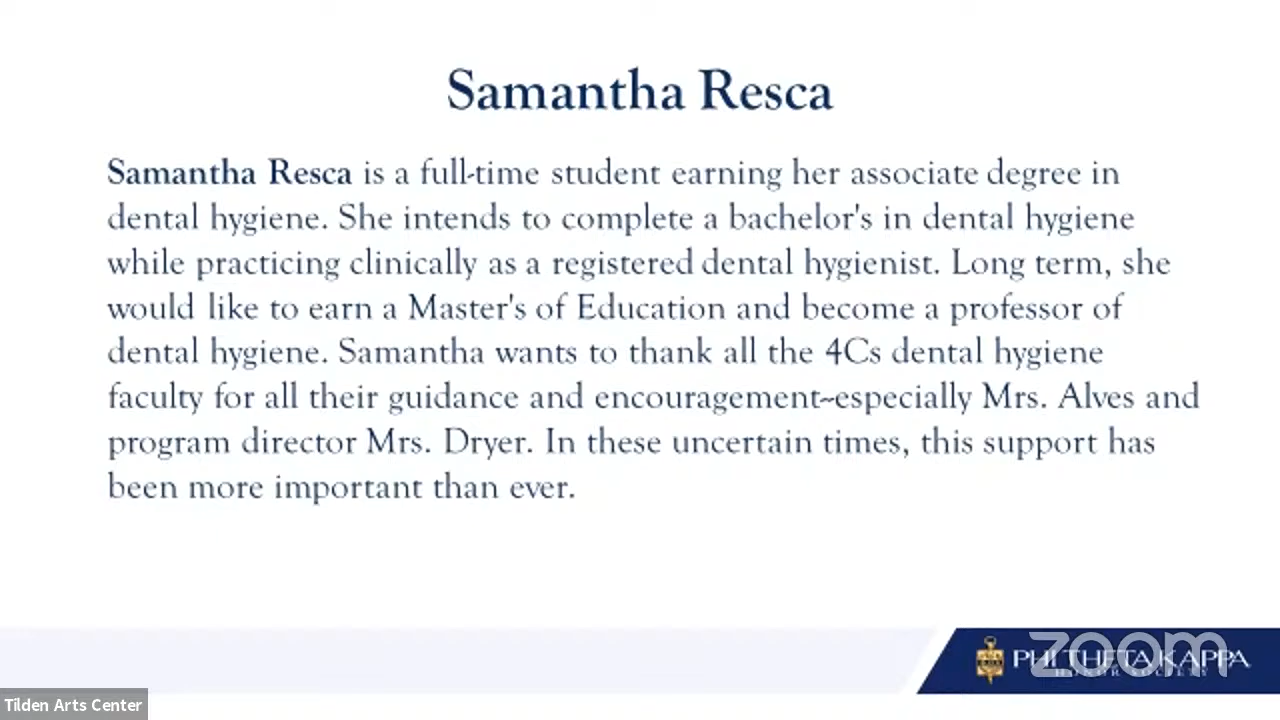 Samantha Resca
Samantha Resca is a full-time student earning her associate degree in
dental hygiene. She intends to complete a bachelor's in dental hygiene
while practicing clinically as a registered dental hygienist. Long term, she
would like to earn a Master's of Education and become a professor of
dental hygiene. Samantha wants to thank all the 4Cs dental hygiene
faculty for all their guidance and encouragement--especially Mrs. Alves and
program director Mrs. Dryer. In these uncertain times, this support has
been more important than ever.
PHI THETA KAPPA
HONOR SOCIETY
zoom
Tilden Arts Center